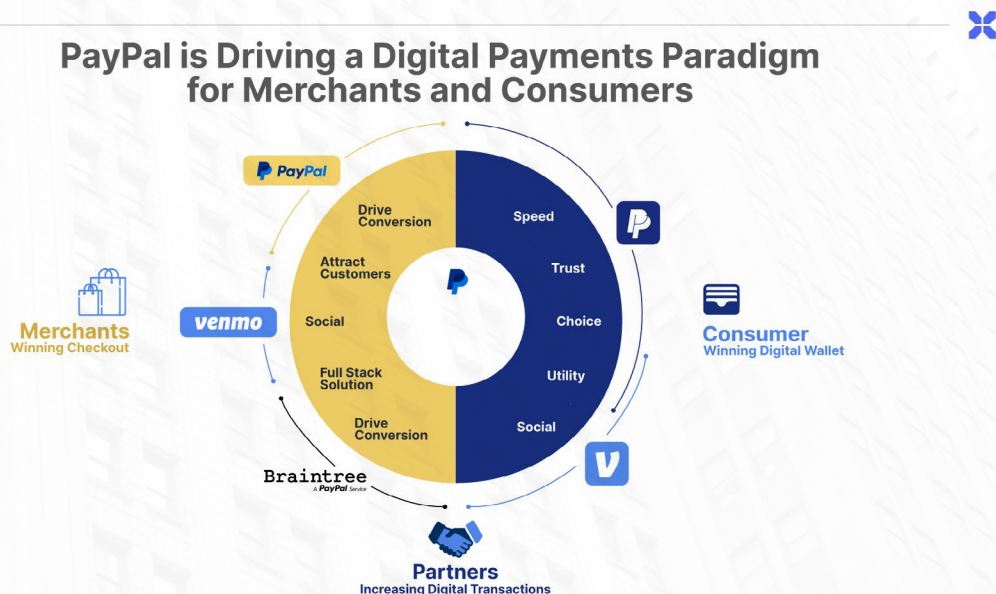 PayPal is Driving a Digital Payments Paradigm
for Merchants and Consumers
PayPal
Drive
Conversion
Speed
Attract
Customers
Trust
Merchants
Winning Checkout
venmo
Social
Choice
Consumer
Winning Digital Wallet
Full Stack
Solution
Utility
Drive
Conversion
Social
Braintree
A PayPal Service
V
Partners
Increasing Digital Transactions